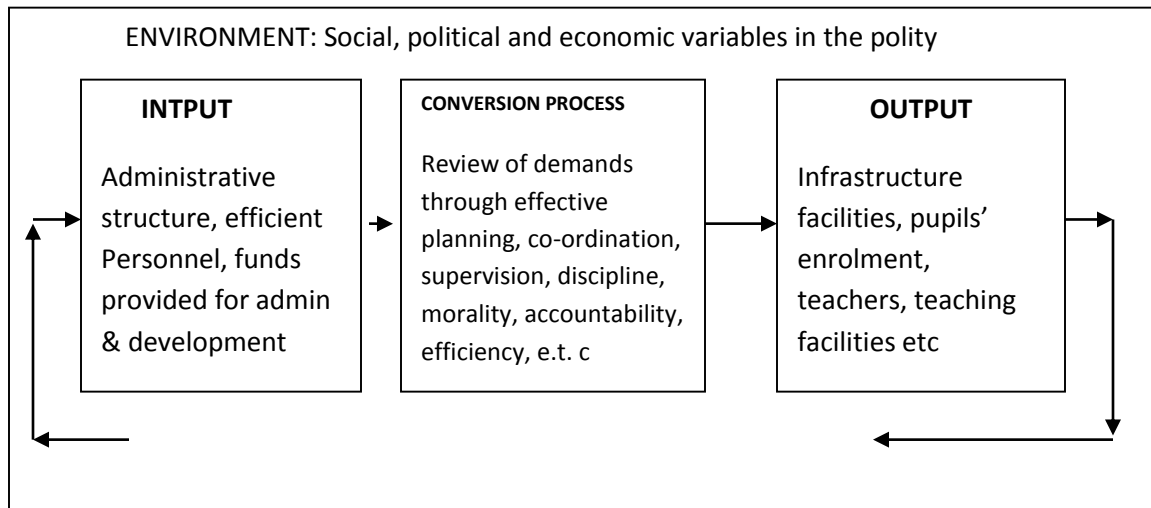 ENVIRONMENT: Social, political and economic variables in the polity
INTPUT
Administrative
structure, efficient
Personnel, funds
provided for admin
& development
CONVERSION PROCESS
Review of demands
through effective
planning, co-ordination,
supervision, discipline,
morality, accountability,
efficiency, e.t. c
OUTPUT
Infrastructure
facilities, pupils’
enrolment,
teachers, teaching
facilities etc